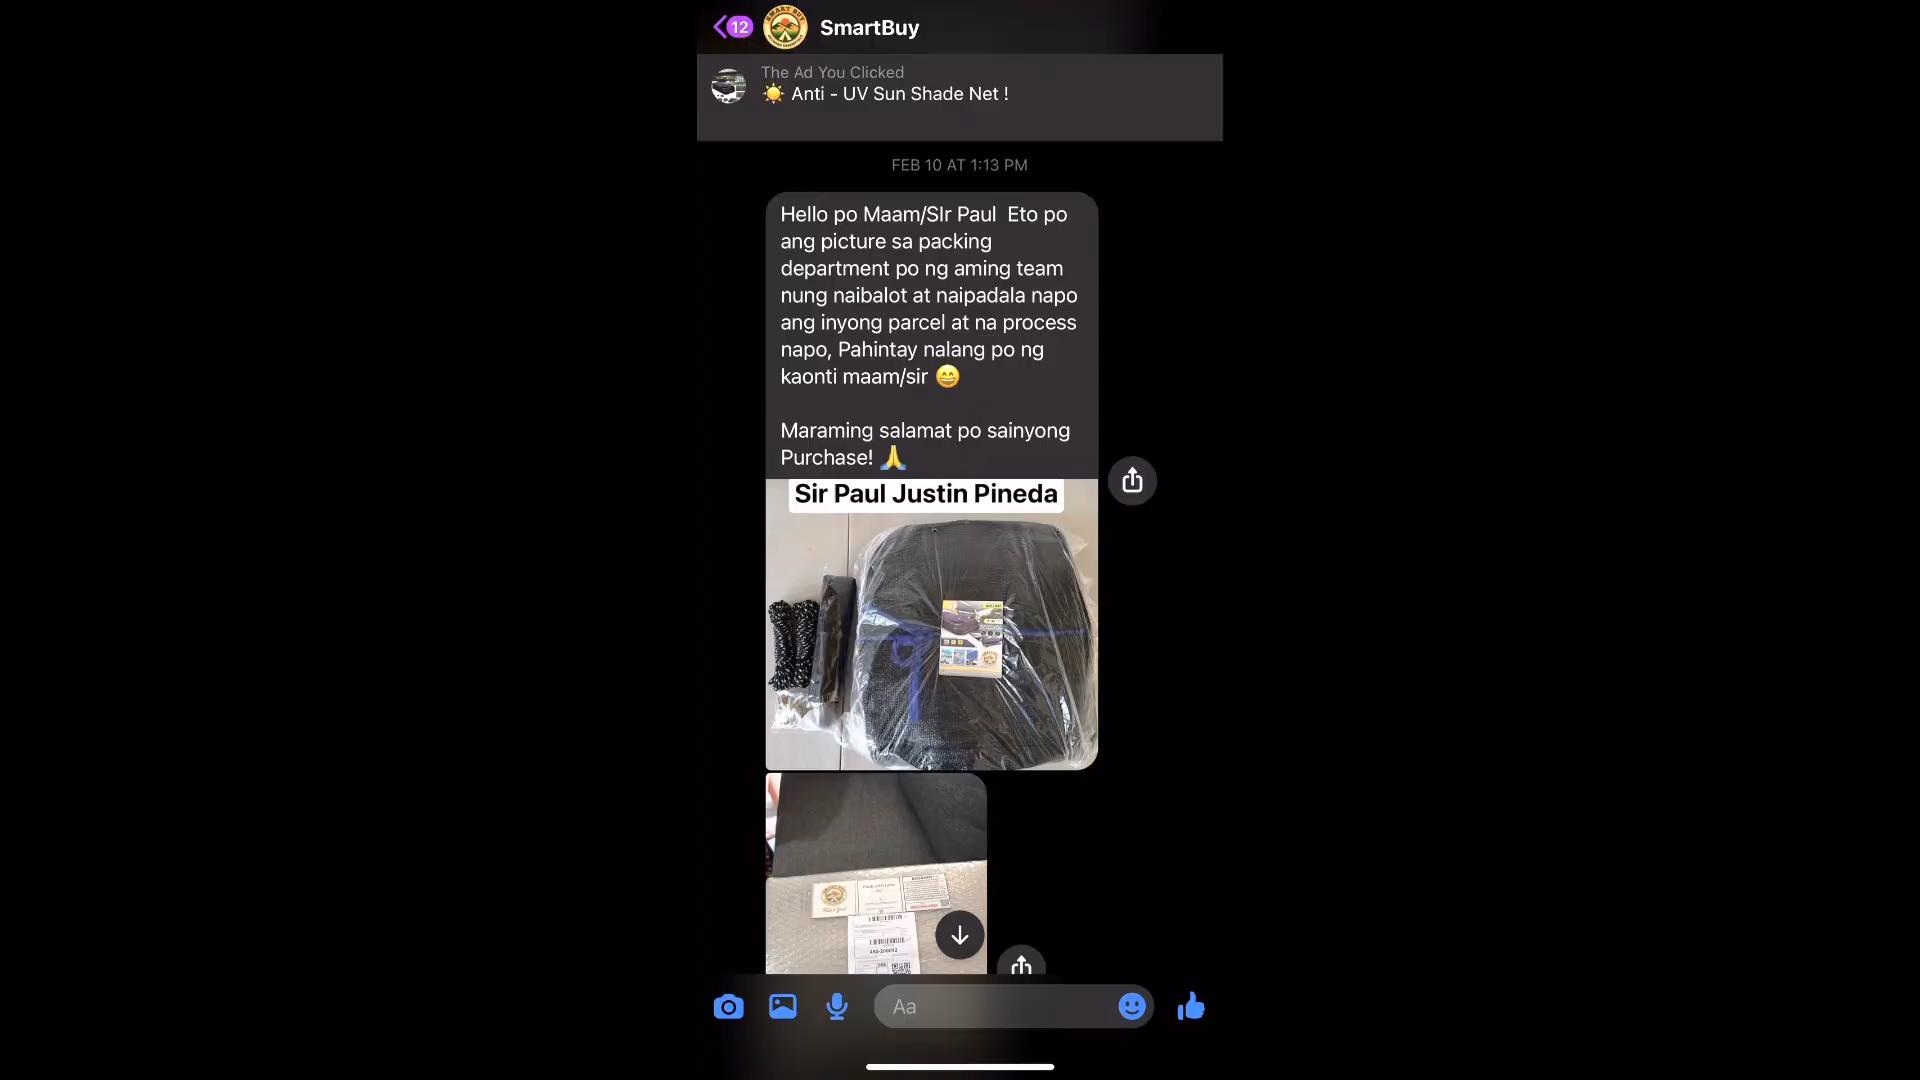 12
SmartBuy
The Ad You Clicked
☀️ Anti - UV Sun Shade Net !
FEB 10 AT 1:13 PM
Hello po Maam/SIr Paul  Eto po
ang picture sa packing
department po ng aming team
nung naibalot at naipadala napo
ang inyong parcel at na process
napo, Pahintay nalang po ng
kaonti maam/sir 😄
Maraming salamat po sainyong
Purchase! 🙏
Sir Paul Justin Pineda
Aa